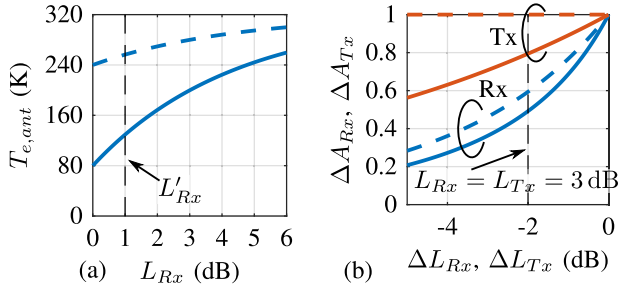 320
240
160
80
0
T_{e,ant} (K)
L'_{Rx}
0 1 2 3 4 5 6
(a) L_{Rx} (dB)
1
0.8
0.6
0.4
0.2
0
ΔA_{Rx}, ΔA_{Tx}
Tx
Rx
L_{Rx} = L_{Tx} = 3 dB
-4 -2 0
(b) ΔL_{Rx}, ΔL_{Tx} (dB)